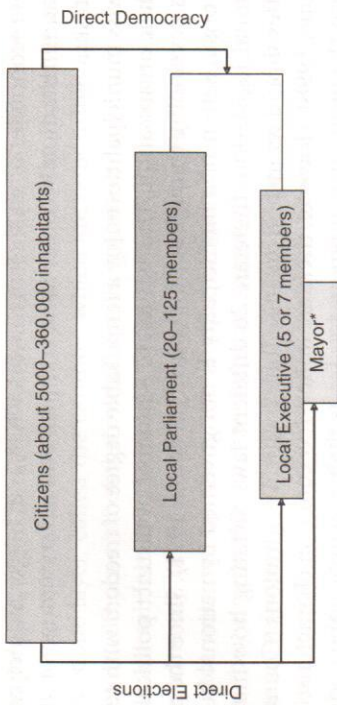 Direct Democracy
Citizens (about 5000–360,000 inhabitants)
Local Parliament (20–125 members)
Local Executive (5 or 7 members)
Mayor*
Direct Elections